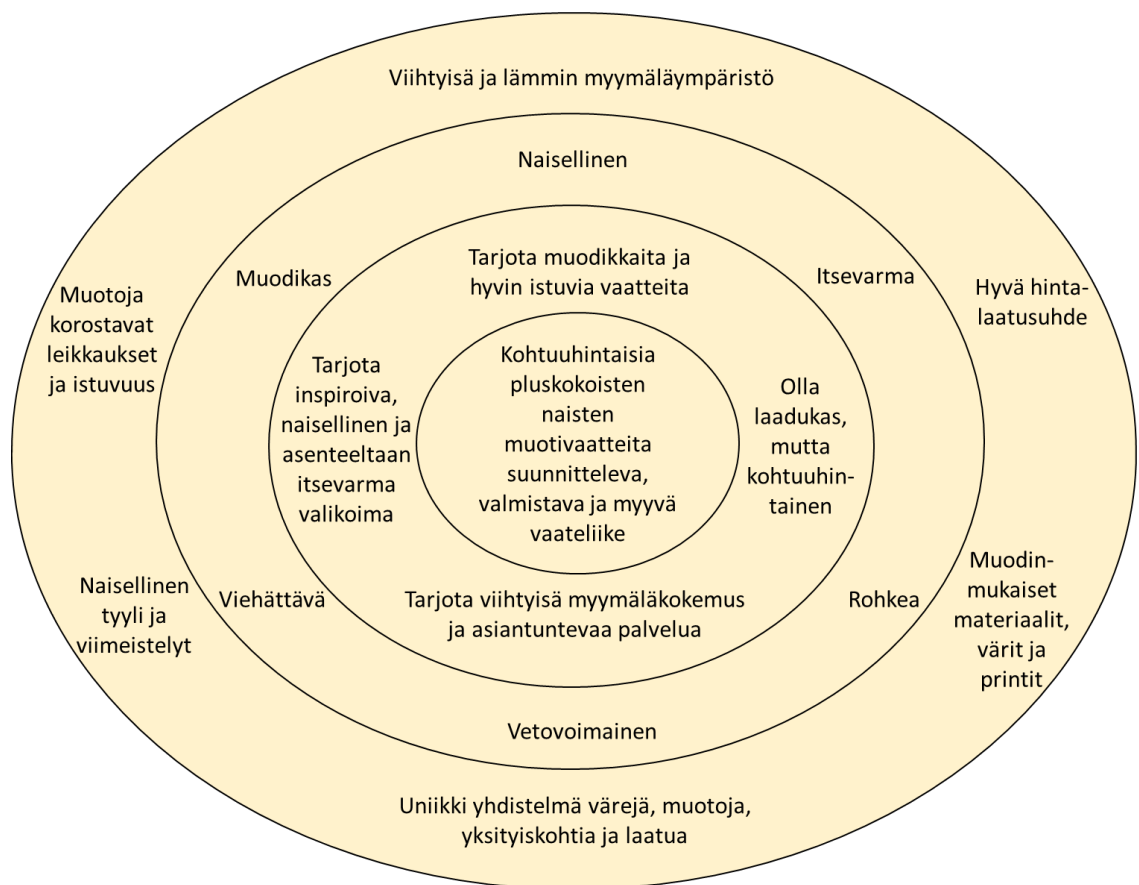 Viihtyisä ja lämmin myymäläympäristö
Naisellinen
Muodikas
Tarjota muodikkaita ja
hyvin istuvia vaatteita
Itsevarma
Muotoja
korostavat
leikkaukset
ja istuvuus
Hyvä hinta-
laatusuhde
Tarjota
inspiroiva,
naisellinen ja
asenteeltaan
itsevarma
valikoima
Kohtuuhintaisia
pluskokoisten
naisten
muotivaatteita
suunnitteleva,
valmistava ja myyvä
vaateliike
Olla
laadukas,
mutta
kohtuuhin-
tainen
Naisellinen
tyyli ja
viimeistelyt
Viehättävä
Tarjota viihtyisä myymäläkokemus
ja asiantuntevaa palvelua
Rohkea
Muodin-
mukaiset
materiaalit,
värit ja
printit
Vetovoimainen
Uniikki yhdistelmä värejä, muotoja,
yksityiskohtia ja laatua